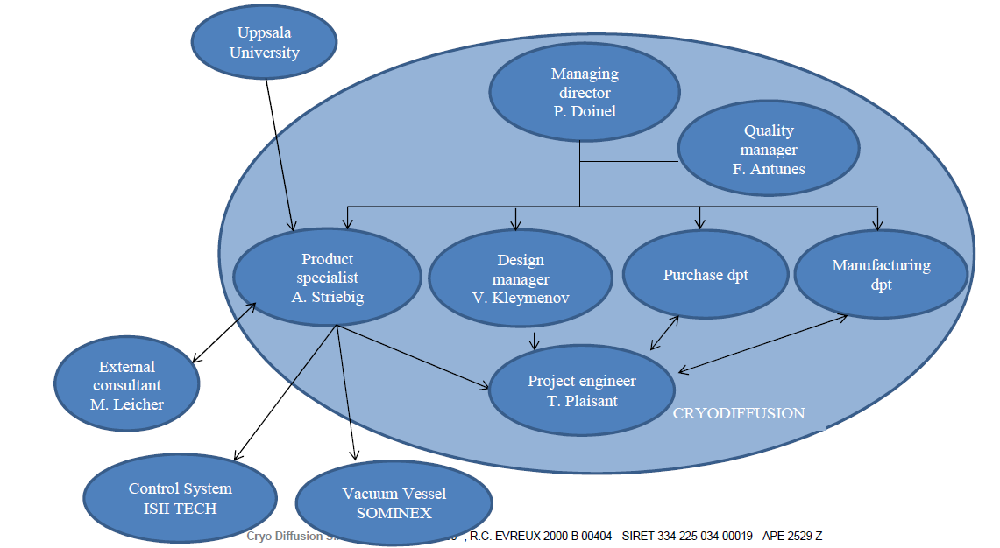 Uppsala
University
Managing
director
P. Doinel
Quality
manager
F. Antunes
Product
specialist
A. Striebig
Design
manager
V. Kleymenov
Purchase dpt
Manufacturing
dpt
External
consultant
M. Leicher
Project engineer
T. Plaisant
CRYODIFFUSION
Control System
ISII TECH
Vacuum Vessel
SOMINEX
Cryo Diffusion -, R.C. EVREUX 2000 B 00404 - SIRET 334 225 034 00019 - APE 2529 Z